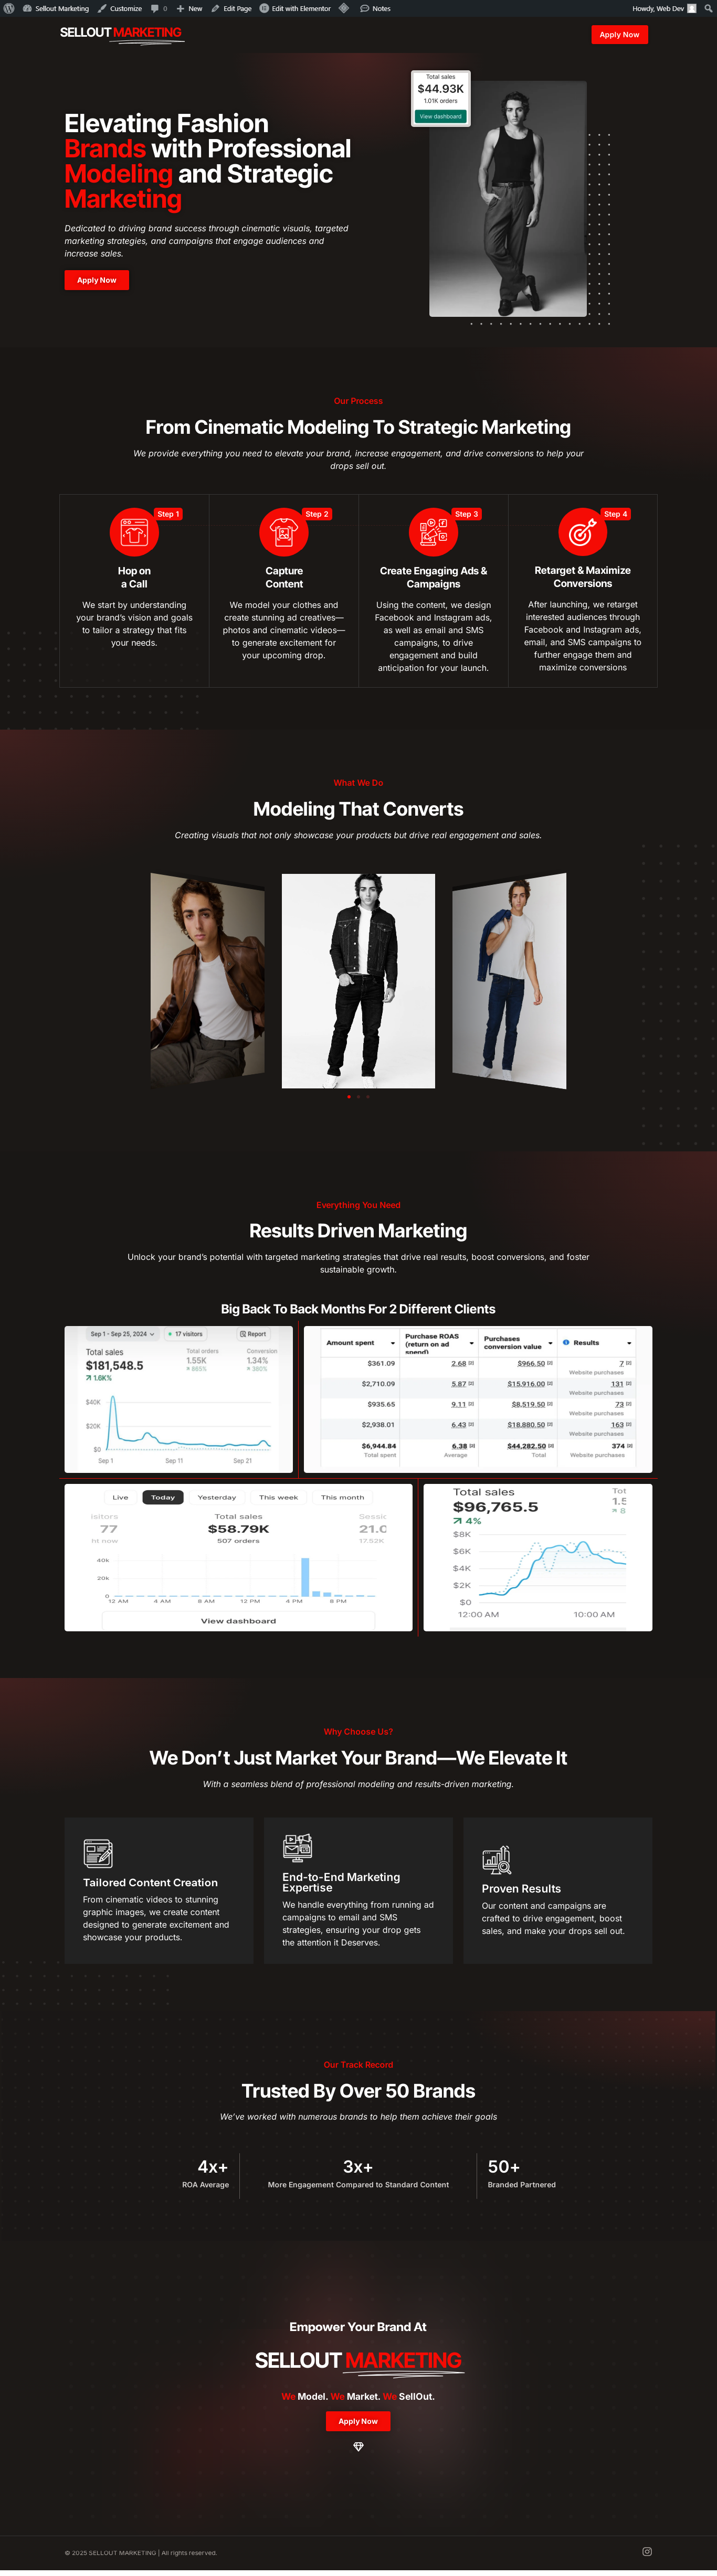 Sellout Marketing Customize 0 New Edit Page Edit with Elementor Notes Howdy, Web Dev
SELLOUT MARKETING
Apply Now
Total sales
$44.93K
1.01K orders
View dashboard
Elevating Fashion
Brands with Professional
Modeling and Strategic
Marketing
Dedicated to driving brand success through cinematic visuals, targeted
marketing strategies, and campaigns that engage audiences and
increase sales.
Apply Now
Our Process
From Cinematic Modeling To Strategic Marketing
We provide everything you need to elevate your brand, increase engagement, and drive conversions to help your
drops sell out.
Step 1
Hop on
a Call
We start by understanding
your brand’s vision and goals
to tailor a strategy that fits
your needs.
Step 2
Capture
Content
We model your clothes and
create stunning ad creatives—
photos and cinematic videos—
to generate excitement for
your upcoming drop.
Step 3
Create Engaging Ads &
Campaigns
Using the content, we design
Facebook and Instagram ads,
as well as email and SMS
campaigns, to drive
engagement and build
anticipation for your launch.
Step 4
Retarget & Maximize
Conversions
After launching, we retarget
interested audiences through
Facebook and Instagram ads,
email, and SMS campaigns to
further engage them and
maximize conversions
What We Do
Modeling That Converts
Creating visuals that not only showcase your products but drive real engagement and sales.
Everything You Need
Results Driven Marketing
Unlock your brand’s potential with targeted marketing strategies that drive real results, boost conversions, and foster
sustainable growth.
Big Back To Back Months For 2 Different Clients
Sep 1 - Sep 25, 2024 17 visitors Report
Total sales Total orders Conversion
$181,548.5 1.55K 1.34%
1.6K% 865% 380%
$40K
$20K
$0
Sep 1 Sep 11 Sep 21
Amount spent Purchase ROAS (return on ad spend) Purchases conversion value Results
$361.09 2.68 [2] $966.50 [2] 7 [2]
Website purchases
$2,710.09 5.87 [2] $15,916.00 [2] 131 [2]
Website purchases
$935.65 9.11 [2] $8,519.50 [2] 73 [2]
Website purchases
$2,938.01 6.43 [2] $18,880.50 [2] 163 [2]
Website purchases
$6,944.84 6.38 [2] $44,282.50 [2] 374 [2]
Total spent Average Total Website purchases
Live Today Yesterday This week This month
isitors Total sales Sessic
77 $58.79K 21.0
ht now 507 orders 17.52K
40k
20k
0
12 AM 4 AM 8 AM 12 PM 4 PM 8 PM
View dashboard
Total sales Tot
$96,765.5 1.5
4% 8
$8K
$6K
$4K
$2K
$0
12:00 AM 10:00 AM
Why Choose Us?
We Don’t Just Market Your Brand—We Elevate It
With a seamless blend of professional modeling and results-driven marketing.
Tailored Content Creation
From cinematic videos to stunning
graphic images, we create content
designed to generate excitement and
showcase your products.
End-to-End Marketing
Expertise
We handle everything from running ad
campaigns to email and SMS
strategies, ensuring your drop gets
the attention it Deserves.
Proven Results
Our content and campaigns are
crafted to drive engagement, boost
sales, and make your drops sell out.
Our Track Record
Trusted By Over 50 Brands
We’ve worked with numerous brands to help them achieve their goals
4x+
ROA Average
3x+
More Engagement Compared to Standard Content
50+
Branded Partnered
Empower Your Brand At
SELLOUT MARKETING
We Model. We Market. We SellOut.
Apply Now
© 2025 SELLOUT MARKETING | All rights reserved.